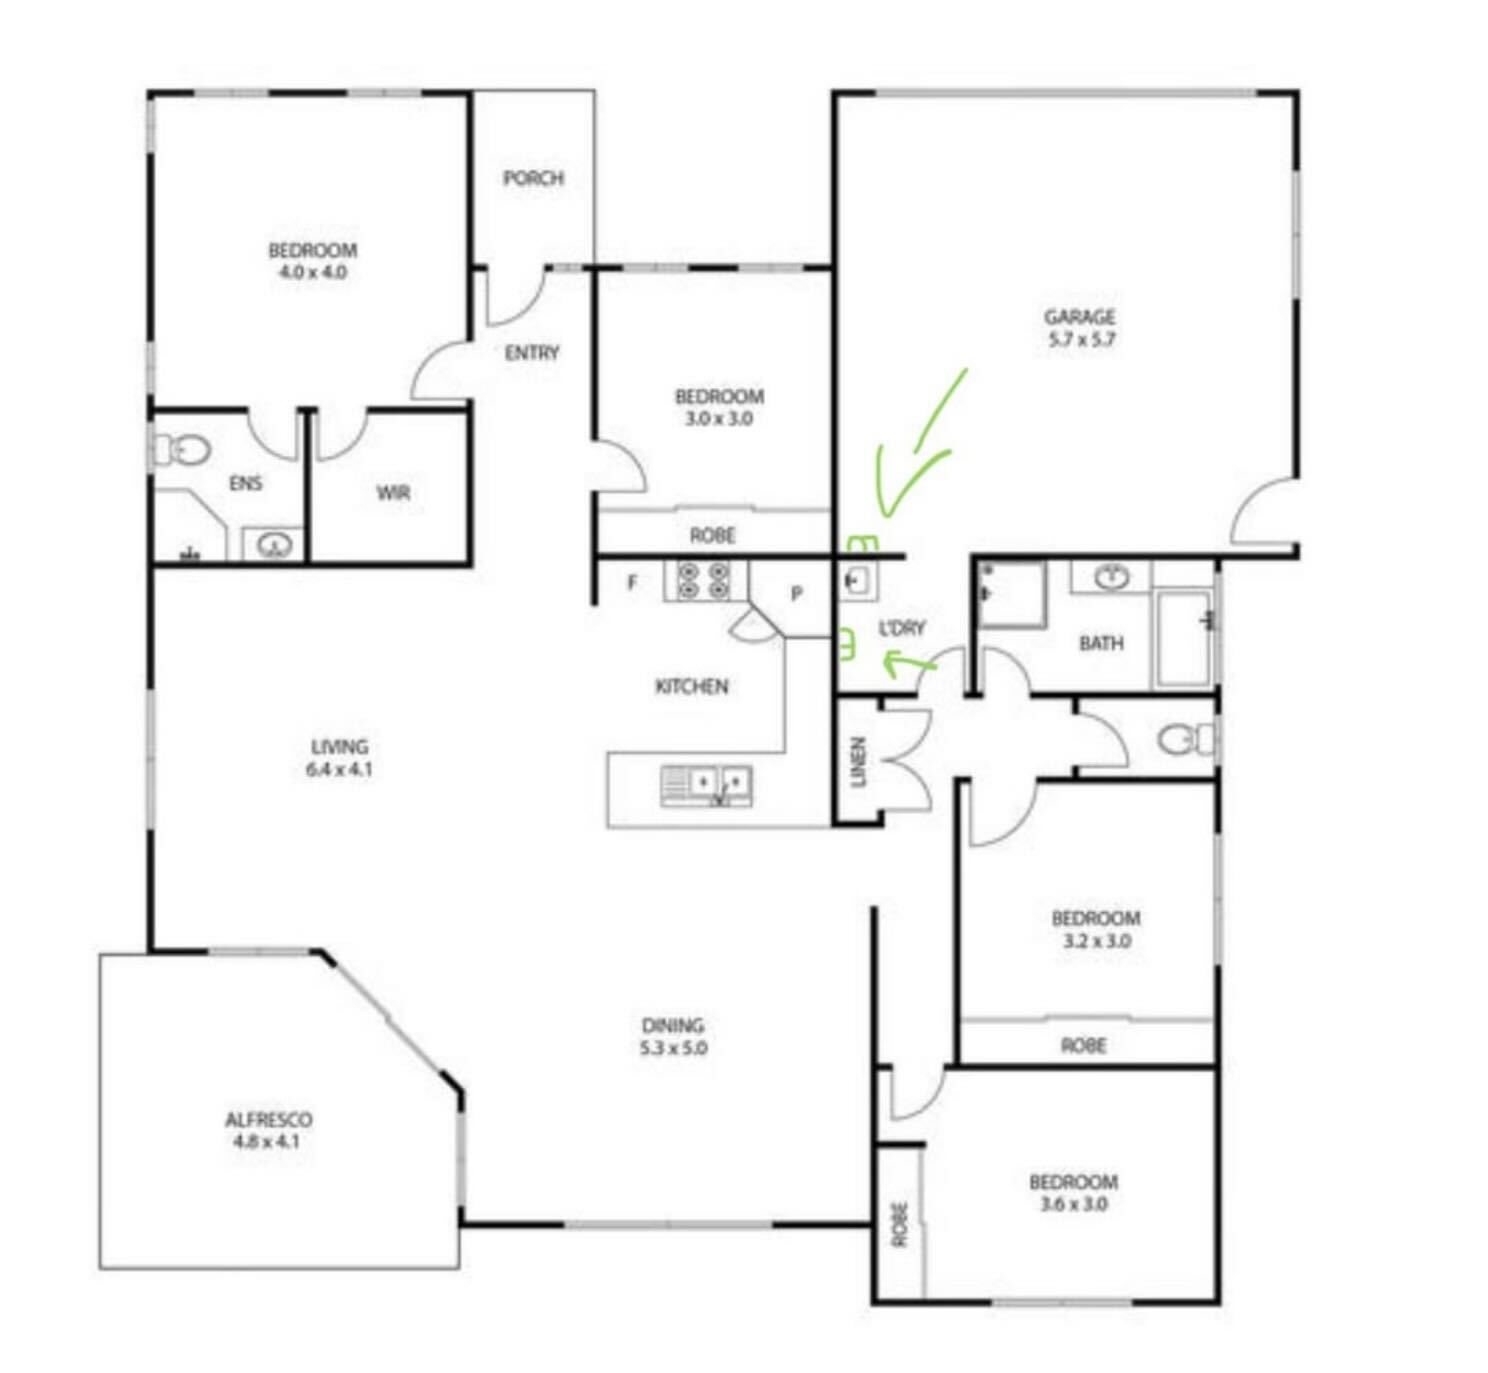 PORCH
BEDROOM
4.0 x 4.0
GARAGE
5.7 x 5.7
ENTRY
BEDROOM
3.0 x 3.0
ENS
WIR
ROBE
F
P
L'DRY
BATH
KITCHEN
LIVING
6.4 x 4.1
LINEN
BEDROOM
3.2 x 3.0
ROBE
DINING
5.3 x 5.0
ALFRESCO
4.8 x 4.1
BEDROOM
3.6 x 3.0
ROBE